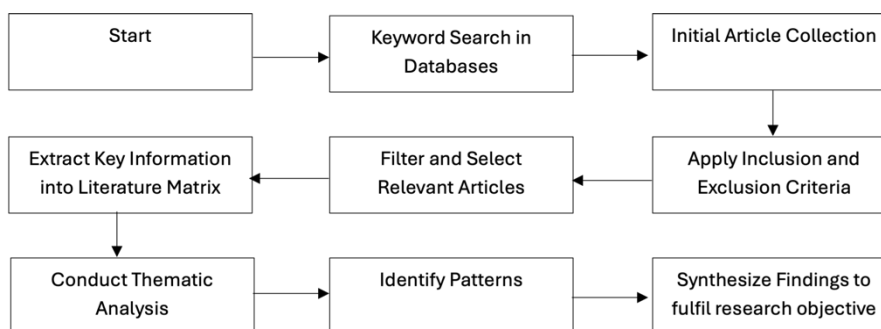 Start
Keyword Search in
Databases
Initial Article Collection
Apply Inclusion and
Exclusion Criteria
Filter and Select
Relevant Articles
Extract Key Information
into Literature Matrix
Conduct Thematic
Analysis
Identify Patterns
Synthesize Findings to
fulfil research objective